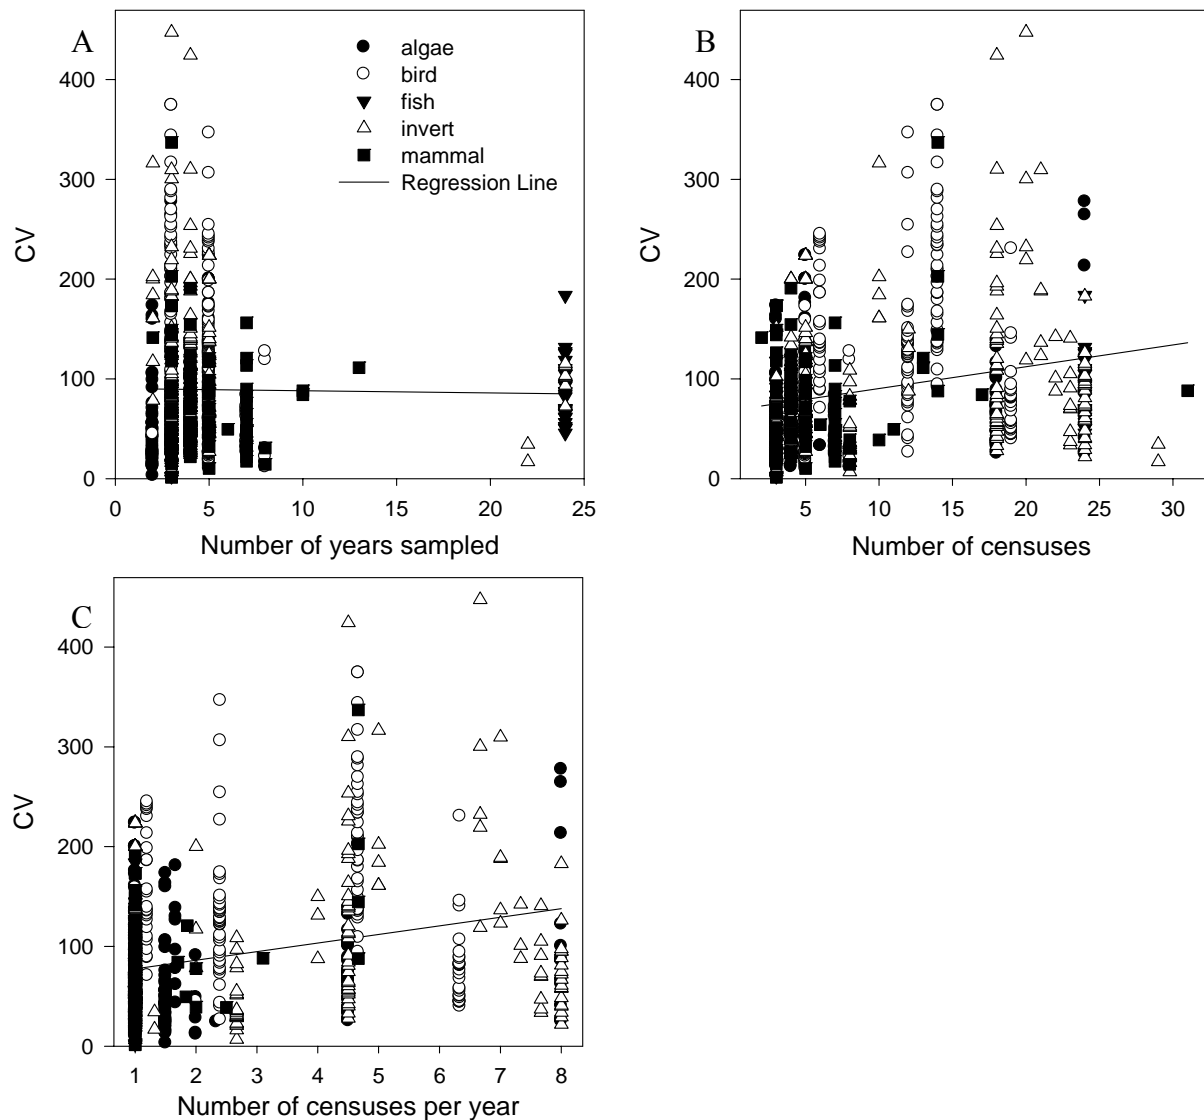 A
algae
bird
fish
invert
mammal
Regression Line
CV
400
300
200
100
0
0 5 10 15 20 25
Number of years sampled
B
CV
400
300
200
100
0
5 10 15 20 25 30
Number of censuses
C
CV
400
300
200
100
0
1 2 3 4 5 6 7 8
Number of censuses per year